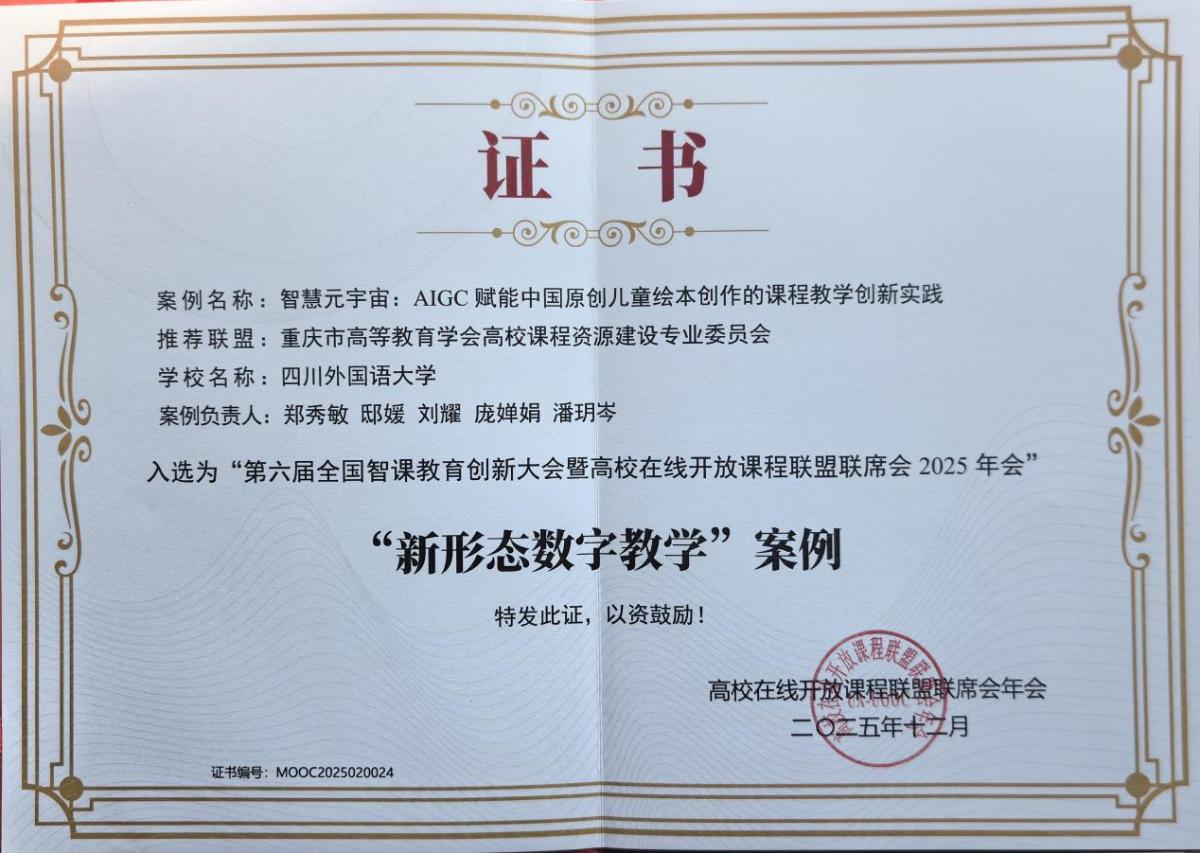 证 书
案例名称：智慧元宇宙：AIGC 赋能中国原创儿童绘本创作的课程教学创新实践
推荐联盟：重庆市高等教育学会高校课程资源建设专业委员会
学校名称：四川外国语大学
案例负责人：郑秀敏 邸媛 刘耀 庞婵娟 潘玥岑
入选为“第六届全国智课教育创新大会暨高校在线开放课程联盟联席会 2025 年会”
“新形态数字教学”案例
特发此证，以资鼓励！
高校在线开放课程联盟联席会年会
二〇二五年十二月
证书编号：MOOC2025020024